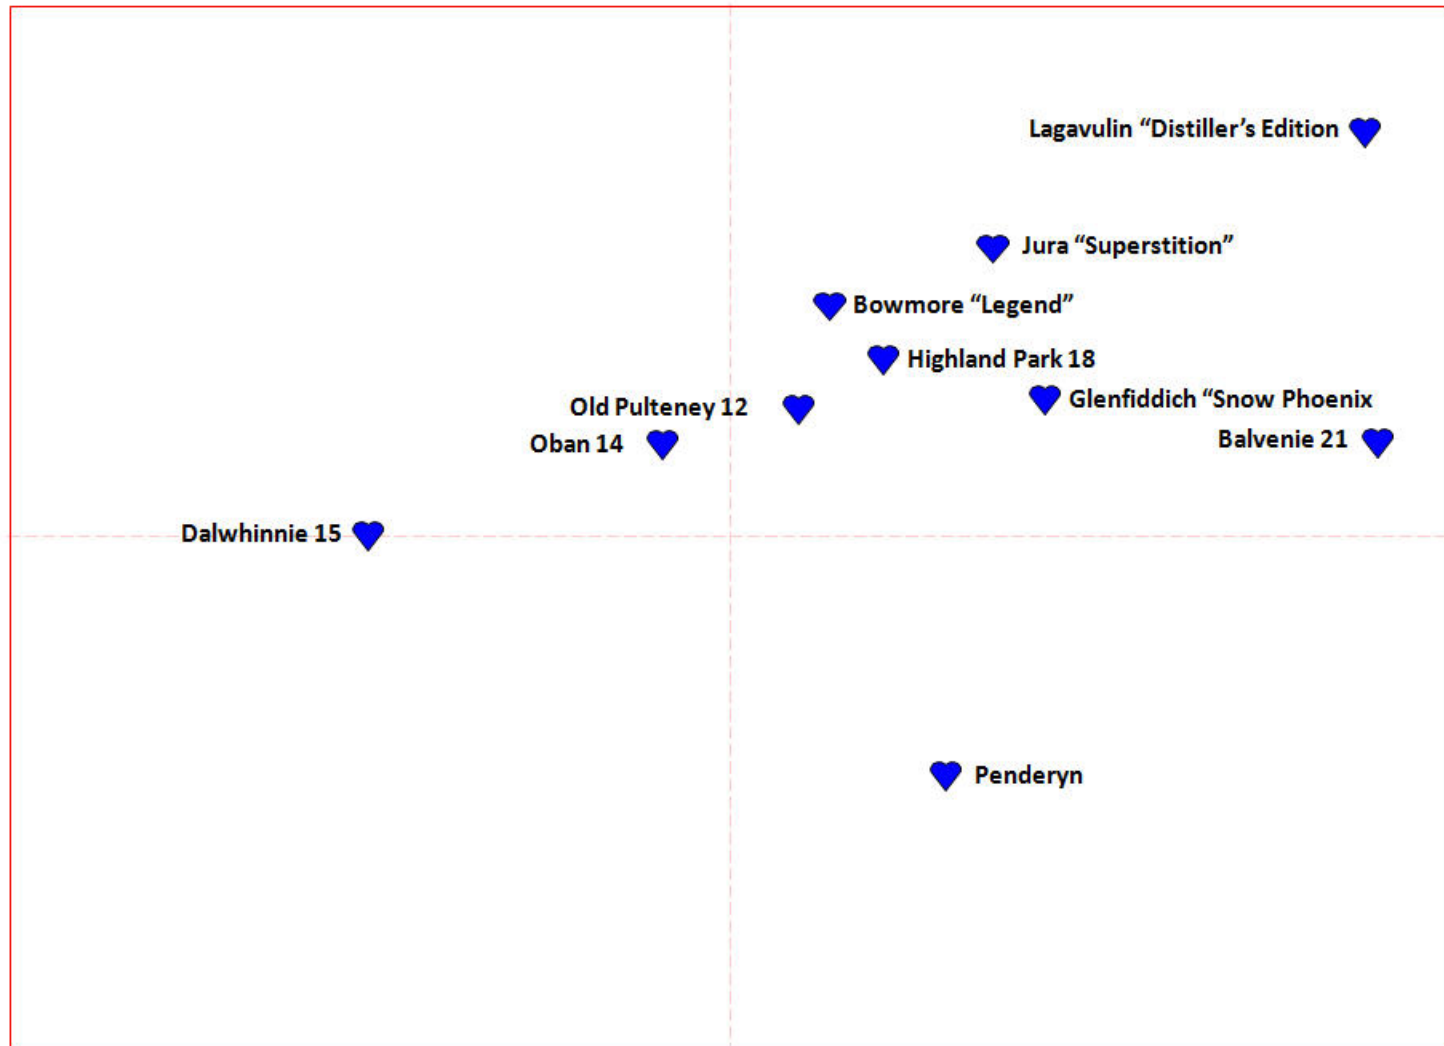 Lagavulin “Distiller’s Edition
Jura “Superstition”
Bowmore “Legend”
Highland Park 18
Glenfiddich “Snow Phoenix
Old Pulteney 12
Balvenie 21
Oban 14
Dalwhinnie 15
Penderyn